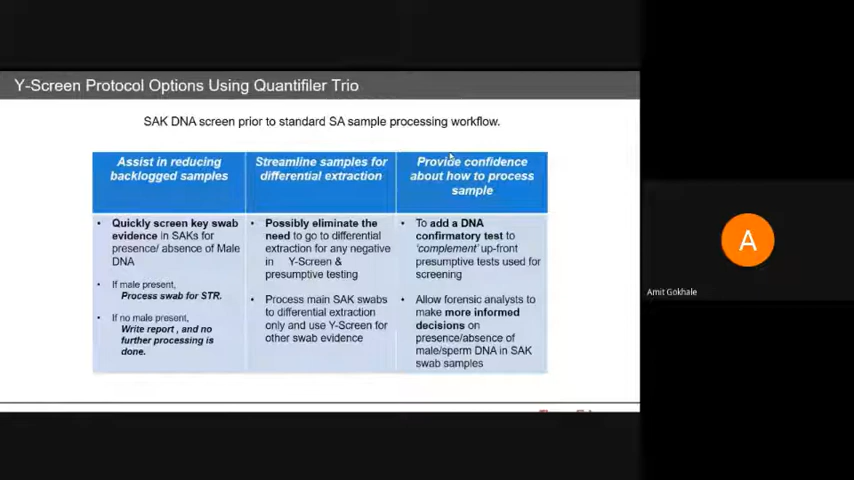 Y-Screen Protocol Options Using Quantifiler Trio
SAK DNA screen prior to standard SA sample processing workflow.
Assist in reducing
backlogged samples
• Quickly screen key swab
evidence in SAKs for
presence/ absence of Male
DNA
• If male present,
Process swab for STR.
• If no male present,
Write report , and no
further processing is
done.
Streamline samples for
differential extraction
• Possibly eliminate the
need to go to differential
extraction for any negative
in Y-Screen &
presumptive testing
• Process main SAK swabs
to differential extraction
only and use Y-Screen for
other swab evidence
Provide confidence
about how to process
sample
• To add a DNA
confirmatory test to
‘complement’ up-front
presumptive tests used for
screening
• Allow forensic analysts to
make more informed
decisions on
presence/absence of
male/sperm DNA in SAK
swab samples
A
Amit Gokhale